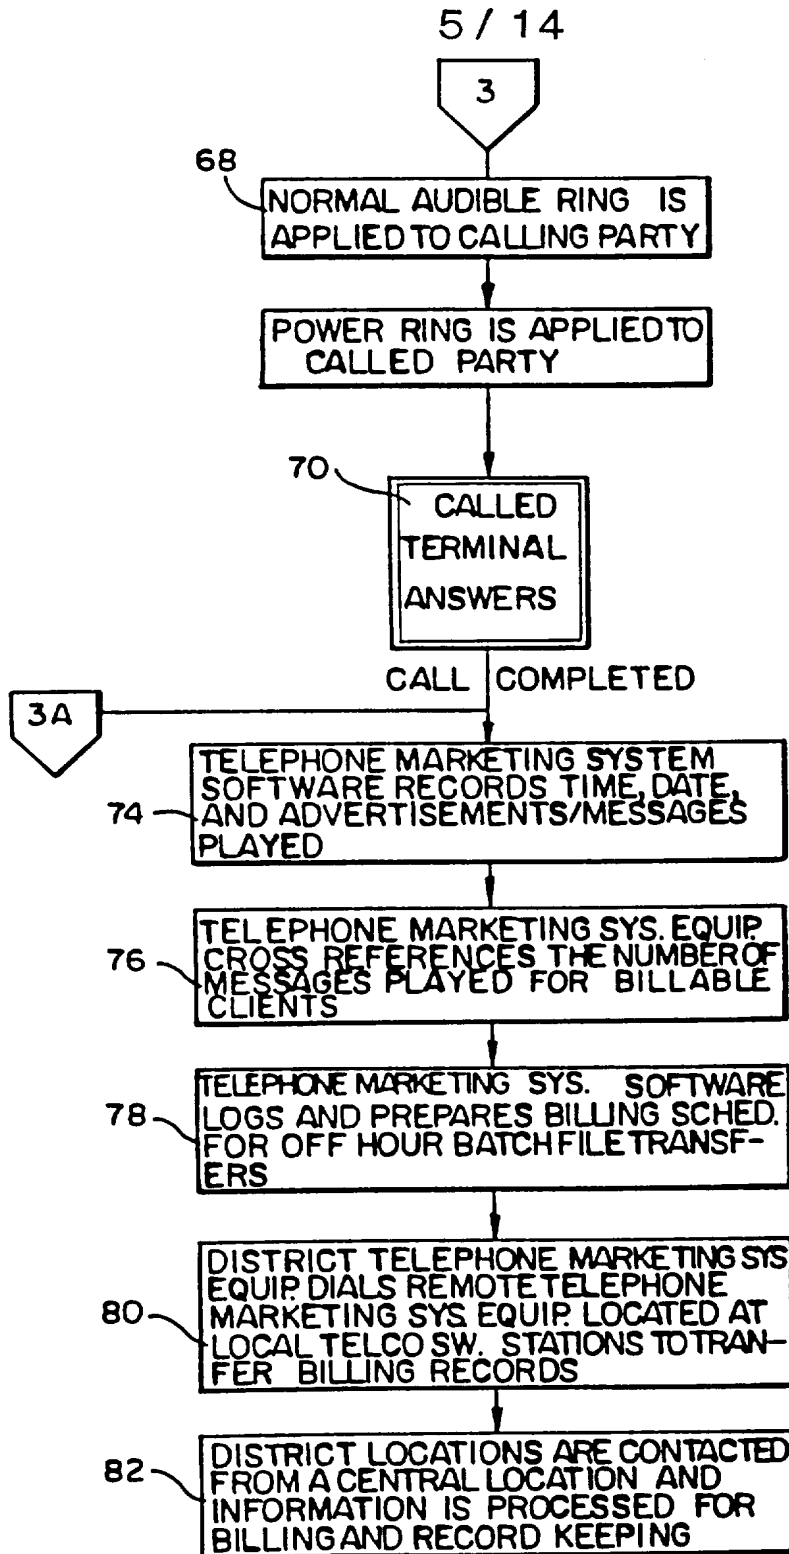 5 / 14
3
68
NORMAL AUDIBLE RING IS
APPLIED TO CALLING PARTY
POWER RING IS APPLIED TO
CALLED PARTY
70
CALLED
TERMINAL
ANSWERS
CALL COMPLETED
3A
74
TELEPHONE MARKETING SYSTEM
SOFTWARE RECORDS TIME, DATE,
AND ADVERTISEMENTS/MESSAGES
PLAYED
76
TELEPHONE MARKETING SYS. EQUIP.
CROSS REFERENCES THE NUMBER OF
MESSAGES PLAYED FOR BILLABLE
CLIENTS
78
TELEPHONE MARKETING SYS. SOFTWARE
LOGS AND PREPARES BILLING SCHED.
FOR OFF HOUR BATCH FILE TRANSF-
ERS
80
DISTRICT TELEPHONE MARKETING SYS
EQUIP. DIALS REMOTE TELEPHONE
MARKETING SYS. EQUIP. LOCATED AT
LOCAL TELCO SW. STATIONS TO TRAN-
FER BILLING RECORDS
82
DISTRICT LOCATIONS ARE CONTACTED
FROM A CENTRAL LOCATION AND
INFORMATION IS PROCESSED FOR
BILLING AND RECORD KEEPING